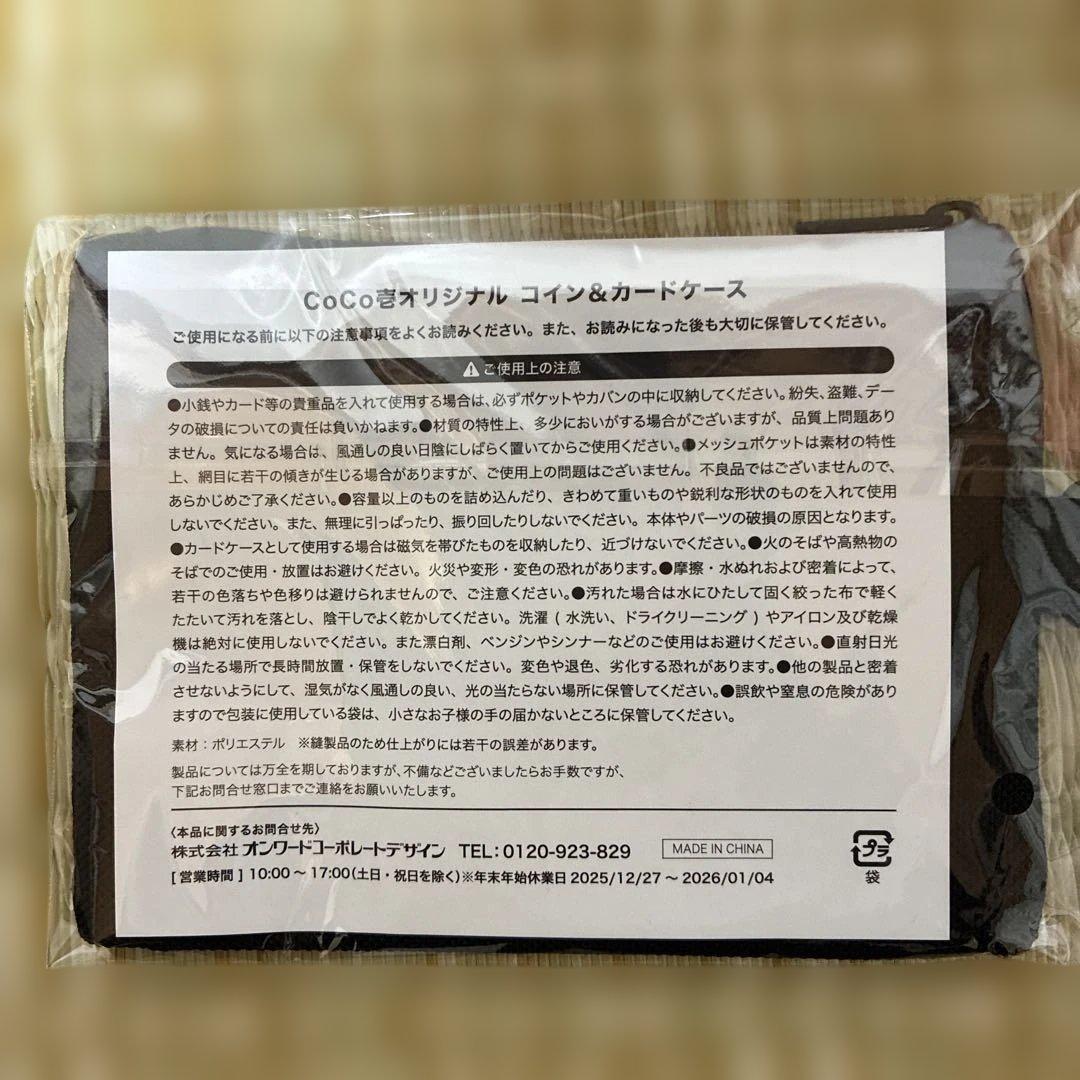 CoCo壱オリジナル コイン＆カードケース
ご使用になる前に以下の注意事項をよくお読みください。また、お読みになった後も大切に保管してください。
ご使用上の注意
●小銭やカード等の貴重品を入れて使用する場合は、必ずポケットやカバンの中に収納してください。紛失、盗難、デー
タの破損についての責任は負いかねます。●材質の特性上、多少においがする場合がございますが、品質上問題あり
ません。気になる場合は、風通しの良い日陰にしばらく置いてからご使用ください。●メッシュポケットは素材の特性
上、網目に若干の傾きが生じる場合がありますが、ご使用上の問題はございません。不良品ではございませんので、
あらかじめご了承ください。●容量以上のものを詰め込んだり、きわめて重いものや鋭利な形状のものを入れて使用
しないでください。また、無理に引っぱったり、振り回したりしないでください。本体やパーツの破損の原因となります。
●カードケースとして使用する場合は磁気を帯びたものを収納したり、近づけないでください。●火のそばや高熱物の
そばでのご使用・放置はお避けください。火災や変形・変色の恐れがあります。●摩擦・水ぬれおよび密着によって、
若干の色落ちや色移りは避けられませんので、ご注意ください。●汚れた場合は水にひたして固く絞った布で軽く
たたいて汚れを落とし、陰干しでよく乾かしてください。洗濯 ( 水洗い、ドライクリーニング ) やアイロン及び乾燥
機は絶対に使用しないでください。また漂白剤、ベンジンやシンナーなどのご使用はお避けください。●直射日光
の当たる場所で長時間放置・保管をしないでください。変色や退色、劣化する恐れがあります。●他の製品と密着
させないようにして、湿気がなく風通しの良い、光の当たらない場所に保管してください。●誤飲や窒息の危険があり
ますので包装に使用している袋は、小さなお子様の手の届かないところに保管してください。
素材：ポリエステル ※縫製品のため仕上がりには若干の誤差があります。
製品については万全を期しておりますが、不備などございましたらお手数ですが、
下記お問合せ窓口までご連絡をお願いいたします。
〈本品に関するお問合せ先〉
株式会社オンワードコーポレートデザイン TEL：0120-923-829 MADE IN CHINA プラ
[ 営業時間 ] 10:00～17:00（土日・祝日を除く）※年末年始休業日 2025/12/27 ～ 2026/01/04 袋